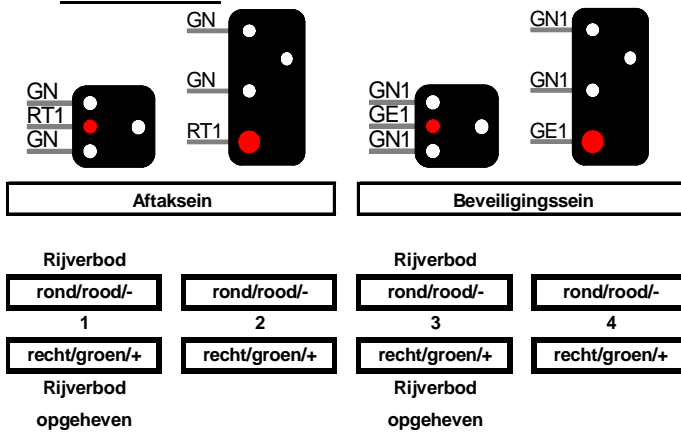 GN
GN1
GN
GN1
GN
RT1
GN
RT1
GN1
GE1
GN1
GE1
Aftaksein
Beveiligingssein
Rijverbod
Rijverbod
rond/rood/-
rond/rood/-
rond/rood/-
rond/rood/-
1
2
3
4
recht/groen/+
recht/groen/+
recht/groen/+
recht/groen/+
Rijverbod
Rijverbod
opgeheven
opgeheven